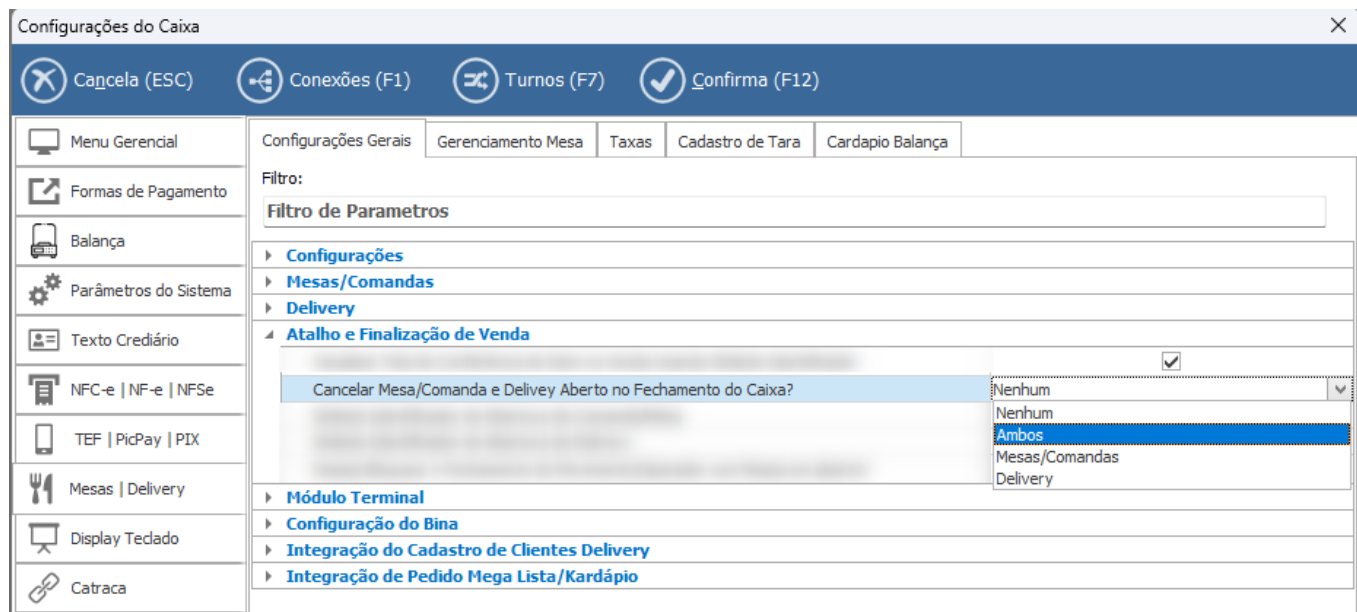 Configurações do Caixa
Cancela (ESC)
Conexões (F1)
Turnos (F7)
Confirma (F12)
Menu Gerencial
Formas de Pagamento
Balança
Parâmetros do Sistema
Texto Crediário
NFC-e | NF-e | NFSe
TEF | PicPay | PIX
Mesas | Delivery
Display Teclado
Catraca
Configurações Gerais
Gerenciamento Mesa
Taxas
Cadastro de Tara
Cardapio Balança
Filtro:
Filtro de Parametros
Configurações
Mesas/Comandas
Delivery
Atalho e Finalização de Venda
Cancelar Mesa/Comanda e Delivey Aberto no Fechamento do Caixa?
Nenhum
Nenhum
Ambos
Mesas/Comandas
Delivery
Módulo Terminal
Configuração do Bina
Integração do Cadastro de Clientes Delivery
Integração de Pedido Mega Lista/Kardápio